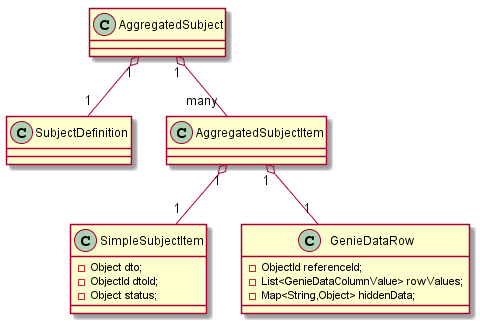 C AggregatedSubject
1 1
1 many
C SubjectDefinition
C AggregatedSubjectItem
1 1
1 1
C SimpleSubjectItem
Object dto;
ObjectId dtoId;
Object status;
C GenieDataRow
ObjectId referenceId;
List<GenieDataColumnValue> rowValues;
Map<String,Object> hiddenData;